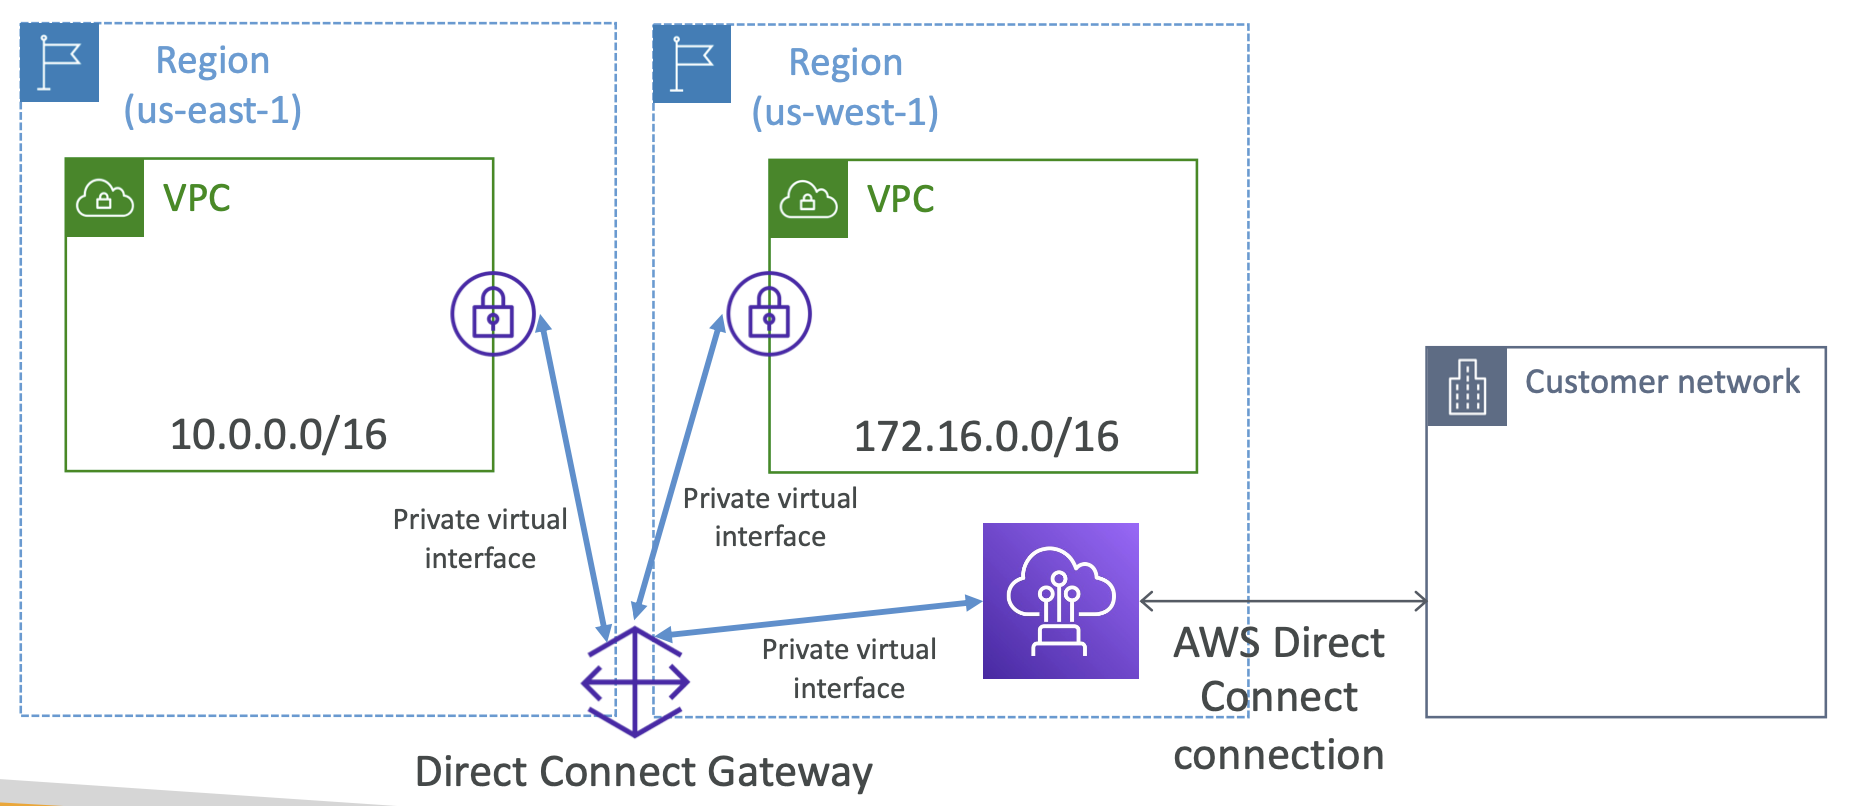 Region
(us-east-1)
Region
(us-west-1)
VPC
VPC
10.0.0.0/16
172.16.0.0/16
Customer network
Private virtual
interface
Private virtual
interface
Private virtual
interface
AWS Direct
Connect
connection
Direct Connect Gateway